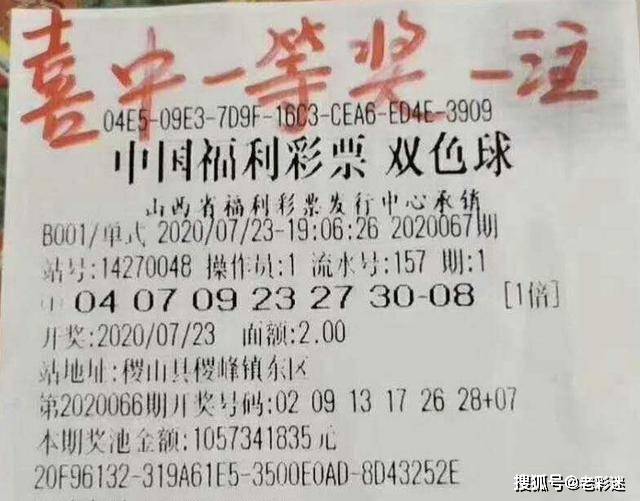 喜中一等奖一注
04E5-09E3-7D9F-16C3-CEA6-ED4E-3909
中国福利彩票 双色球
山西省福利彩票发行中心承销
B001/单式 2020/07/23-19:06:26 2020067期
站号:14270048 操作员:1 流水号:157 期:1
① 04 07 09 23 27 30-08 [1倍]
开奖:2020/07/23 面额:2.00
站地址:稷山县稷峰镇东区
第2020066期开奖号码:02 09 13 17 26 28+07
本期奖池金额:1057341835元
20F96132-319A61E5-3500E0AD-8D43252E
搜狐号@老彩迷